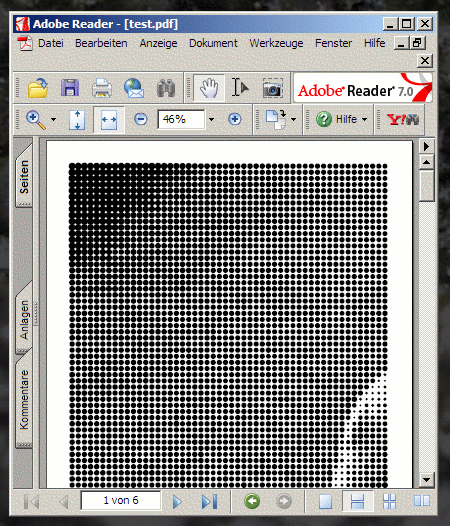 Adobe Reader - [test.pdf]
Datei Bearbeiten Anzeige Dokument Werkzeuge Fenster Hilfe
Adobe Reader 7.0
46% Hilfe Y!
Seiten
Anlagen
Kommentare
1 von 6